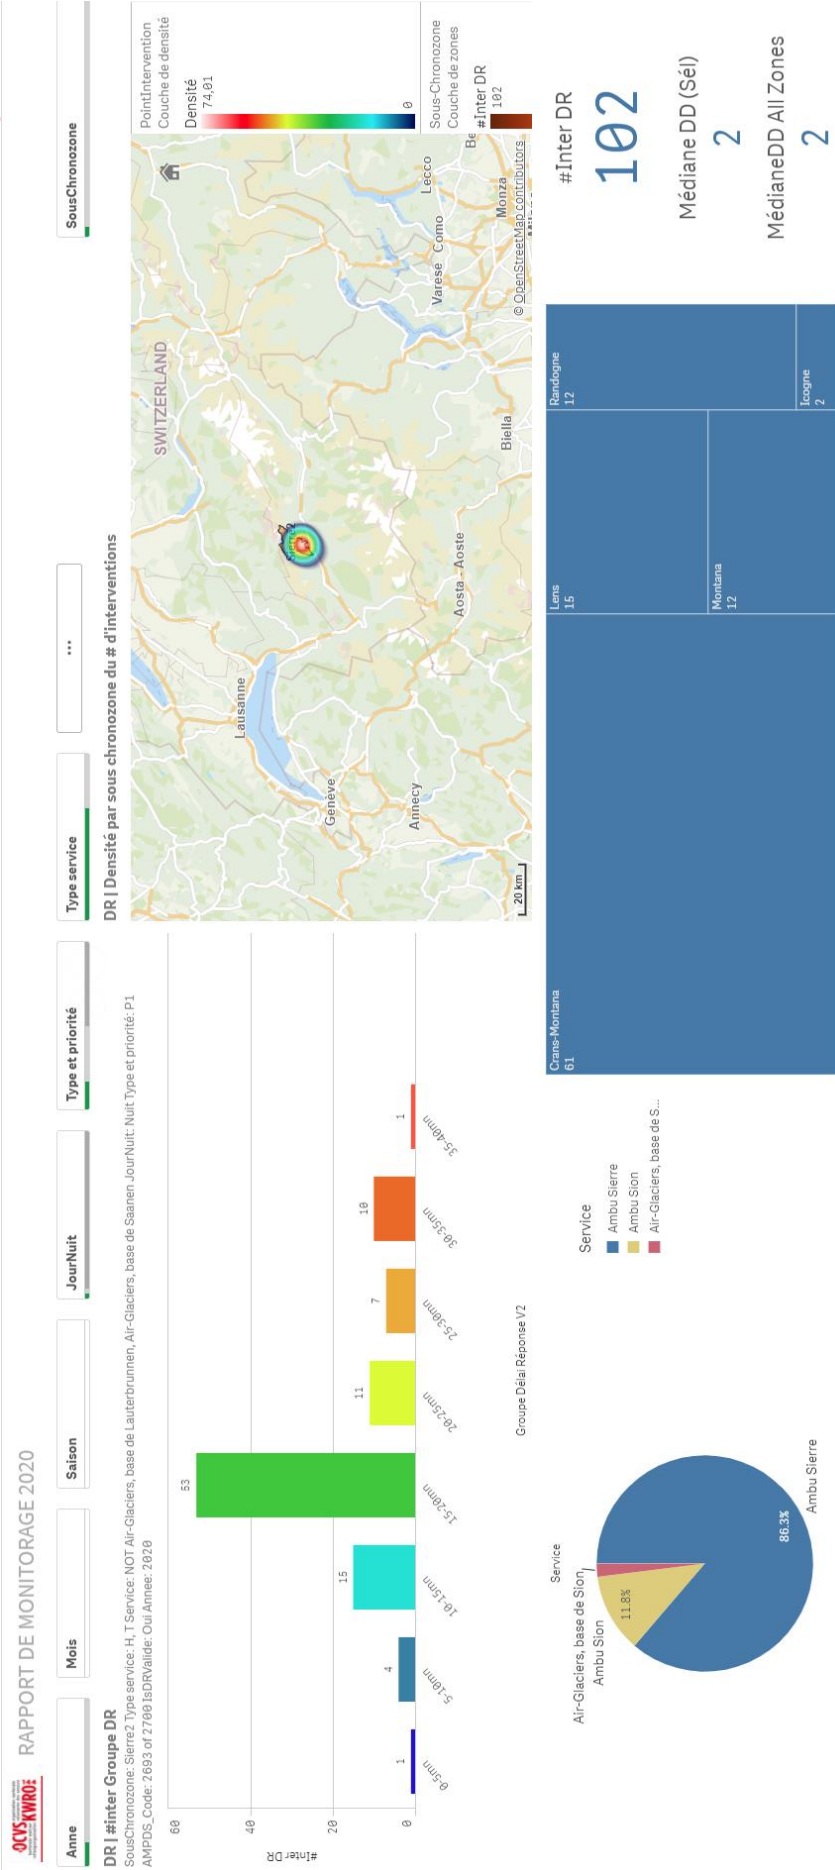 OCVS
KWRO
RAPPORT DE MONITORAGE 2020
Anne
Mois
Saison
JourNuit
Type et priorité
Type service
...
SousChronozone
DR | #inter Groupe DR
SousChronozone: Sierre2 Type service: H, T Service: NOT Air-Glaciers, base de Lauterbrunnen, Air-Glaciers, base de Saanen JourNuit: Nuit Type et priorité: P1
AMPDS_Code: 2693 of 2700 IsDRValide: Oui Annee: 2020
#Inter DR
60
40
20
0
1
4
15
53
11
7
10
1
0-5mn
5-10mn
10-15mn
15-20mn
20-25mn
25-30mn
30-35mn
35-40mn
Groupe Délai Réponse V2
DR | Densité par sous chronozone du # d'interventions
SWITZERLAND
Lausanne
Genève
Annecy
Aosta - Aoste
Biella
Varese
Como
Lecco
Monza
Be
20 km
© OpenStreetMap contributors
PointIntervention
Couche de densité
Densité
74,01
0
Sous-Chronozone
Couche de zones
#Inter DR
102
Service
Air-Glaciers, base de Sion
Ambu Sion
11.8%
86.3%
Ambu Sierre
Service
Ambu Sierre
Ambu Sion
Air-Glaciers, base de S...
Crans-Montana
61
Lens
15
Montana
12
Randogne
12
Icogne
2
#Inter DR
102
Médiane DD (Sél)
2
MédianeDD All Zones
2